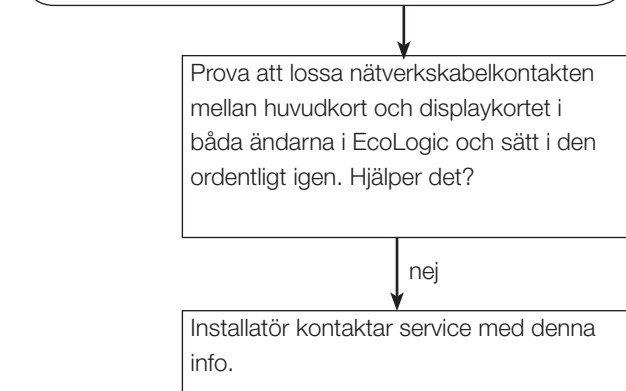 Prova att lossa nätverkskabelkontakten
mellan huvudkort och displaykortet i
båda ändarna i EcoLogic och sätt i den
ordentligt igen. Hjälper det?
nej
Installatör kontaktar service med denna
info.